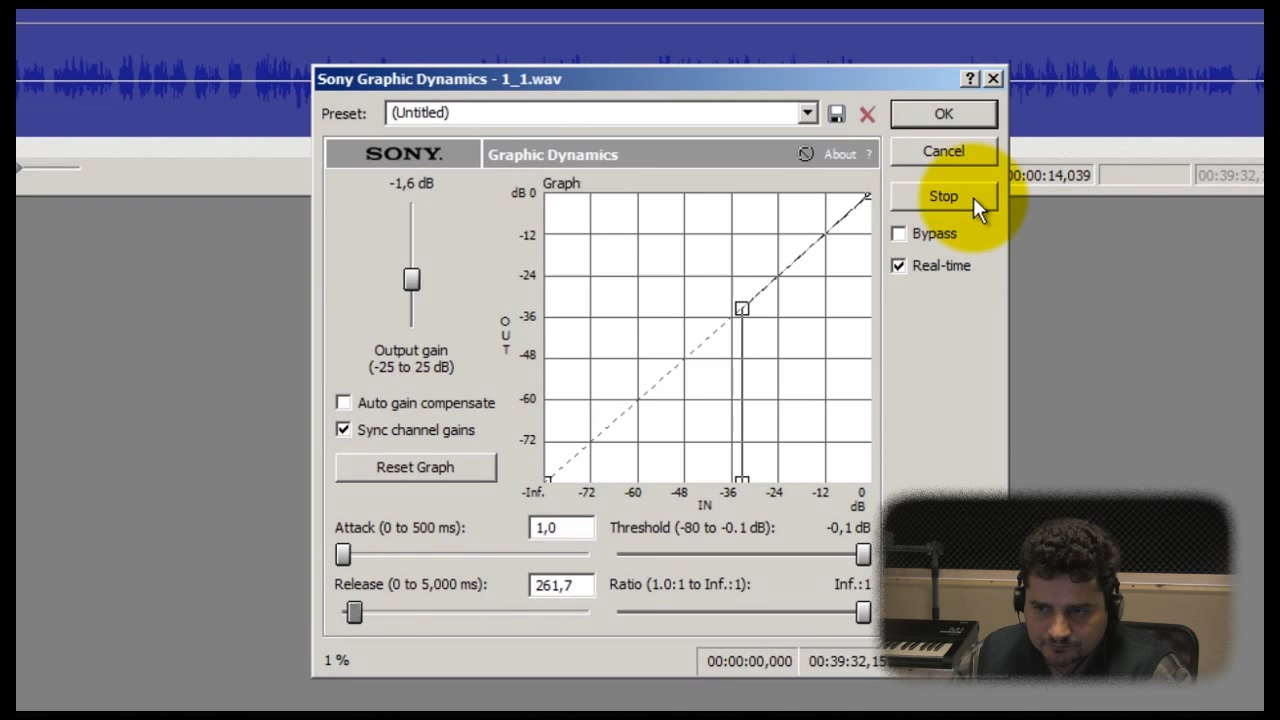 Sony Graphic Dynamics - 1_1.wav
Preset: (Untitled) OK
SONY. Graphic Dynamics About ? Cancel
-1,6 dB
Graph
Stop
Bypass
Real-time
00:00:14,039 00:39:32,
dB 0
-12
-24
-36
-48
-60
-72
OUT
-Inf. -72 -60 -48 -36 -24 -12 0
IN dB
Output gain
(-25 to 25 dB)
Auto gain compensate
Sync channel gains
Reset Graph
Attack (0 to 500 ms): 1,0 Threshold (-80 to -0.1 dB): -0,1 dB
Release (0 to 5,000 ms): 261,7 Ratio (1.0:1 to Inf.:1): Inf.:1
1 % 00:00:00,000 00:39:32,15